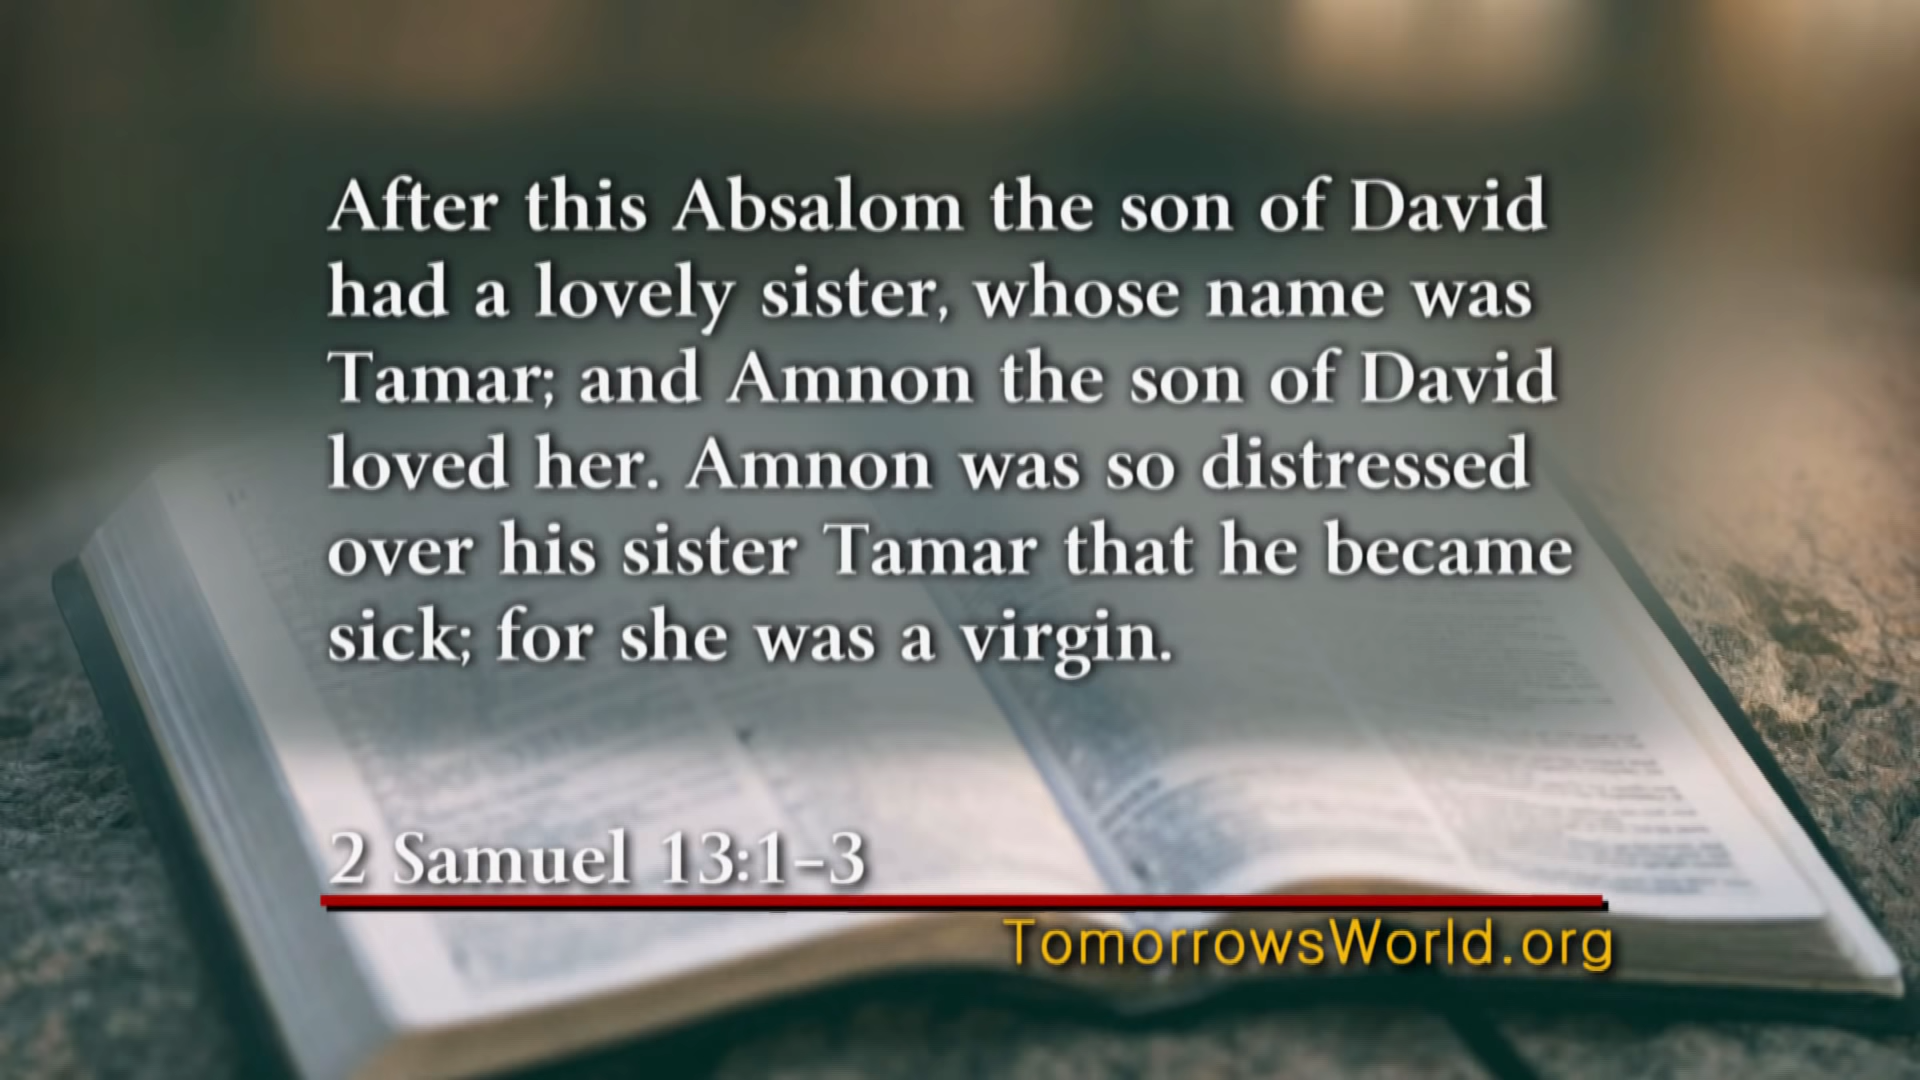 After this Absalom the son of David
had a lovely sister, whose name was
Tamar; and Amnon the son of David
loved her. Amnon was so distressed
over his sister Tamar that he became
sick; for she was a virgin.
2 Samuel 13:1–3
TomorrowsWorld.org